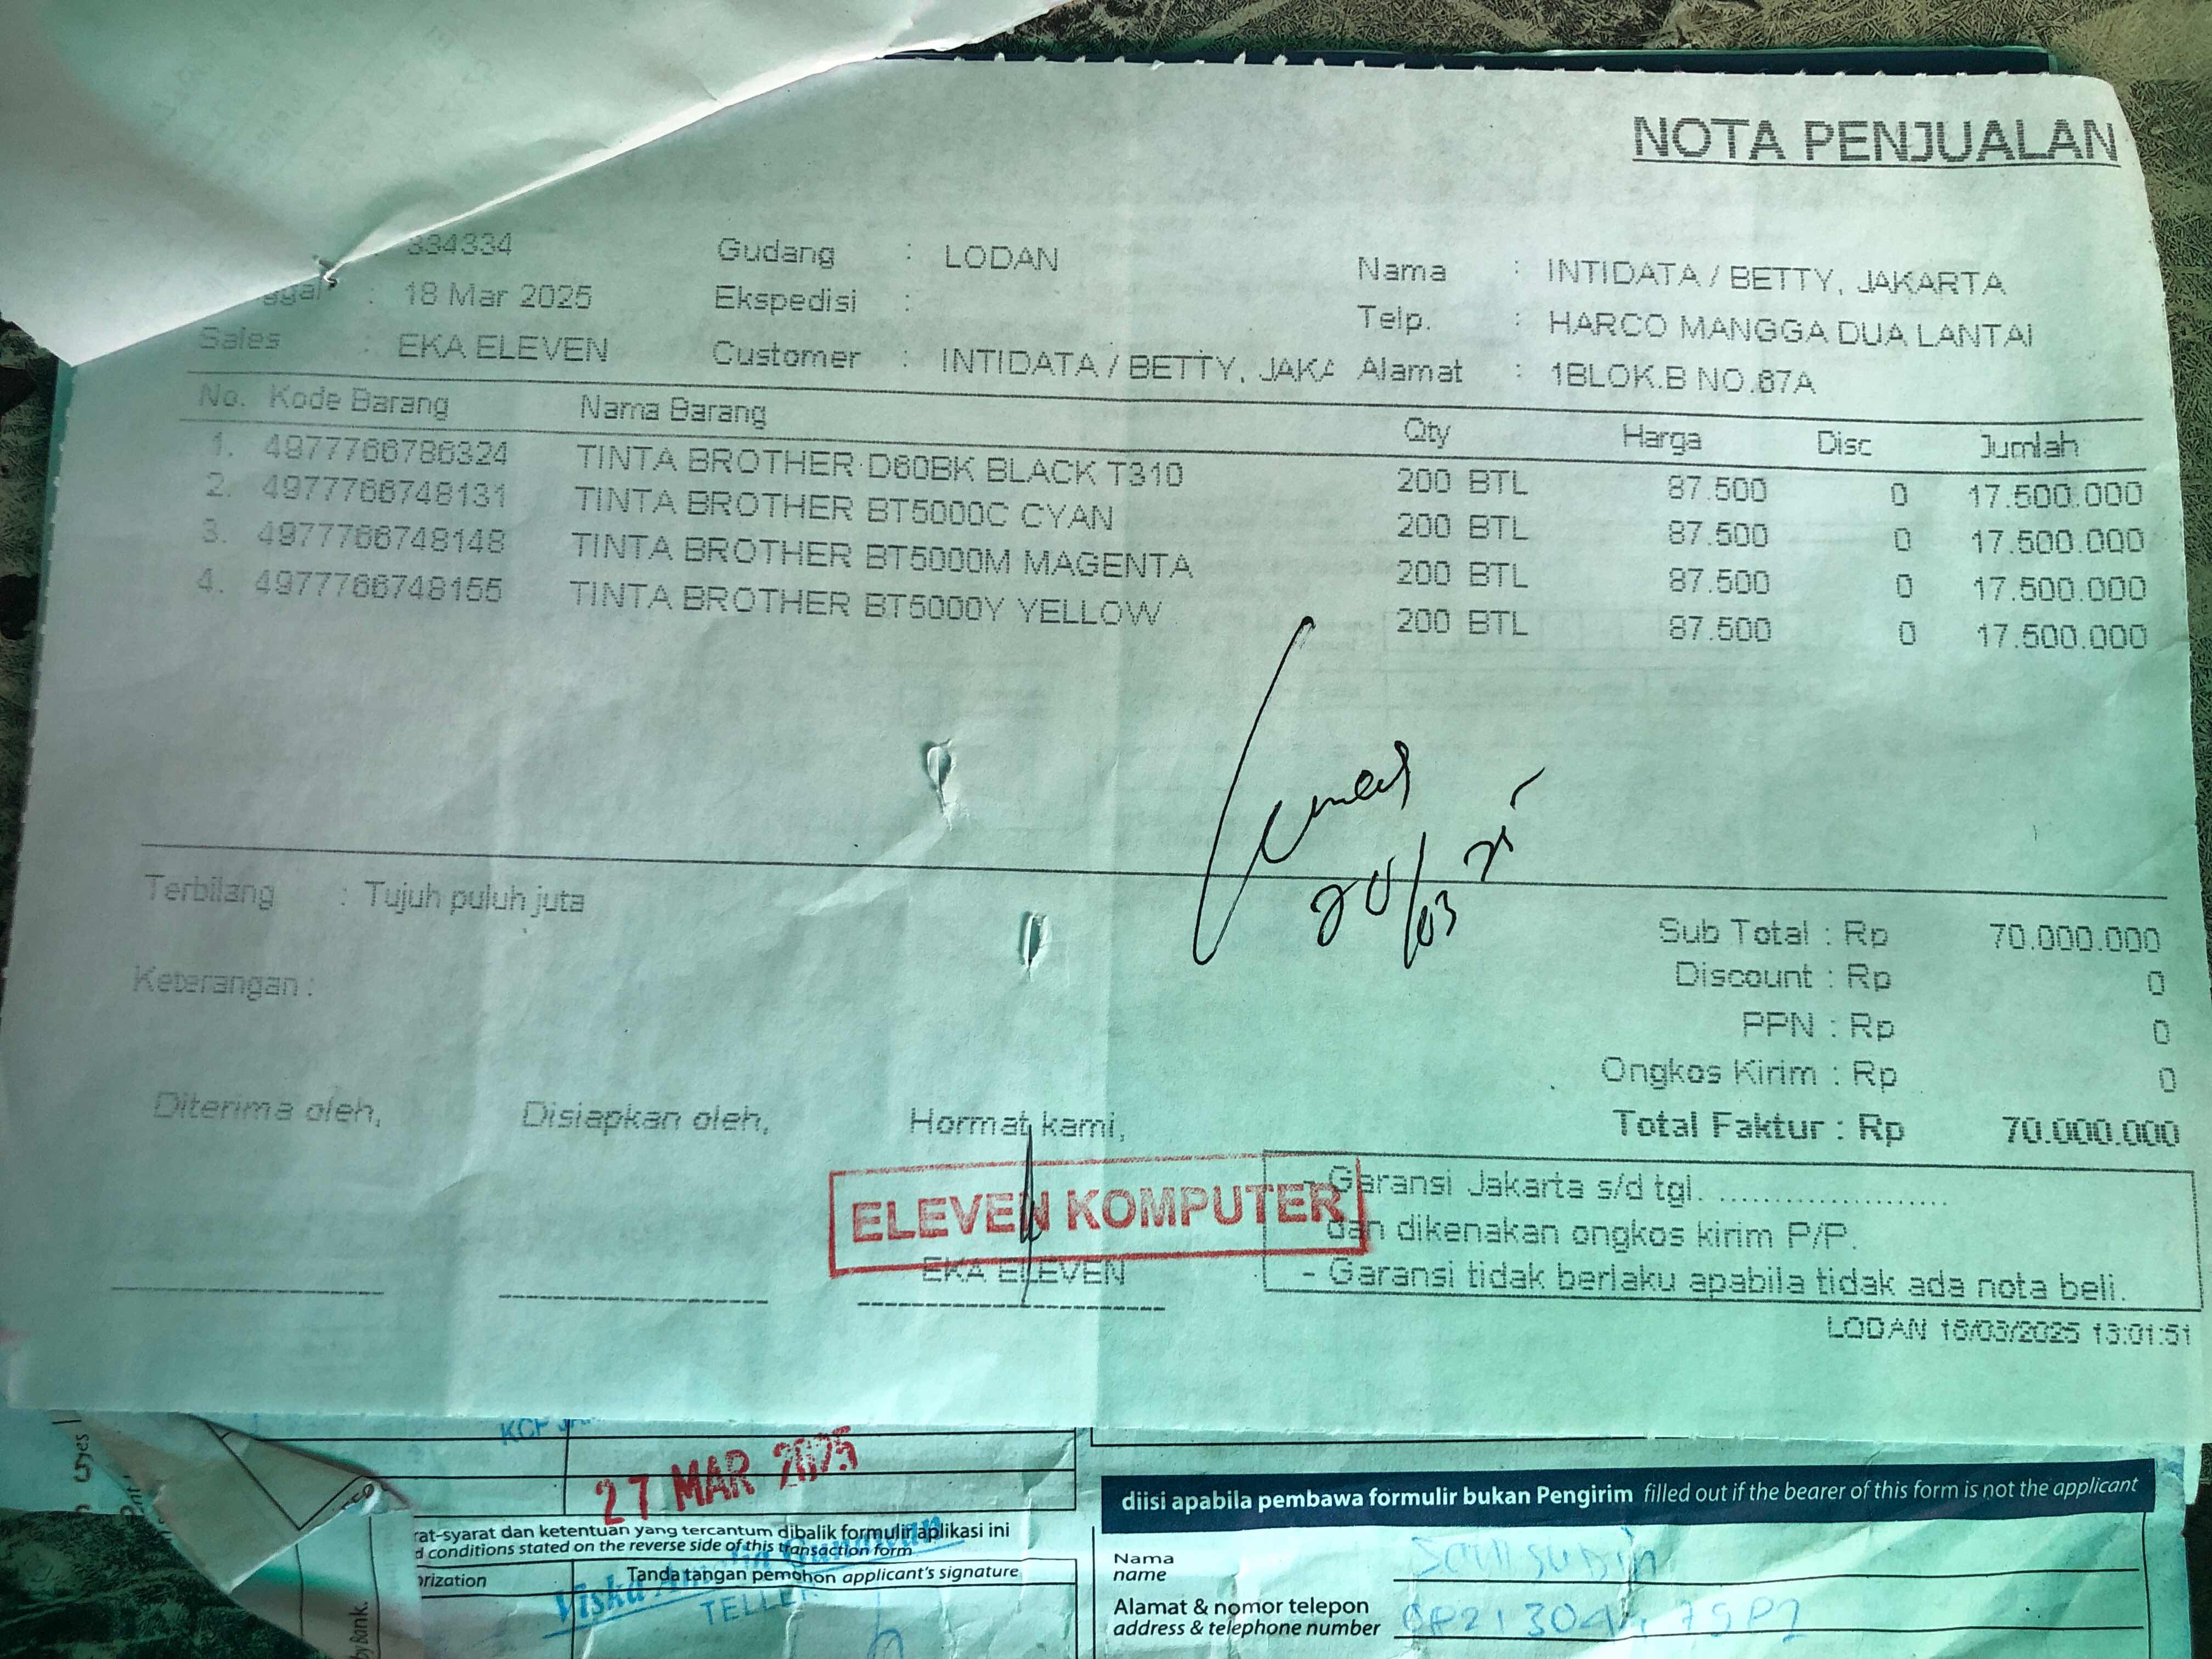 NOTA PENJUALAN
334334 Gudang : LODAN Nama : INTIDATA / BETTY, JAKARTA
: 18 Mar 2025 Ekspedisi : Telp. : HARCO MANGGA DUA LANTAI
Sales : EKA ELEVEN Customer : INTIDATA / BETTY, JAKA Alamat : 1BLOK.B NO.87A
No. Kode Barang Nama Barang Qty Harga Disc Jumlah
1. 4977766786324 TINTA BROTHER D60BK BLACK T310 200 BTL 87.500 0 17.500.000
2. 4977766748131 TINTA BROTHER BT5000C CYAN 200 BTL 87.500 0 17.500.000
3. 4977766748148 TINTA BROTHER BT5000M MAGENTA 200 BTL 87.500 0 17.500.000
4. 4977766748155 TINTA BROTHER BT5000Y YELLOW 200 BTL 87.500 0 17.500.000
20/03 25
Terbilang : Tujuh puluh juta
Keterangan :
Sub Total : Rp 70.000.000
Discount : Rp 0
PPN : Rp 0
Ongkos Kirim : Rp 0
Total Faktur : Rp 70.000.000
Diterima oleh, Disiapkan oleh, Hormat kami,
ELEVEN KOMPUTER
EKA ELEVEN
- Garansi Jakarta s/d tgl. ......................
dan dikenakan ongkos kirim P/P.
- Garansi tidak berlaku apabila tidak ada nota beli.
LODAN 18/03/2025 13:01:51
KCP
27 MAR 2025
rat-syarat dan ketentuan yang tercantum dibalik formulir aplikasi ini
d conditions stated on the reverse side of this transaction form
orization Tanda tangan pemohon applicant's signature
TELLER
diisi apabila pembawa formulir bukan Pengirim filled out if the bearer of this form is not the applicant
Nama
name
Alamat & nomor telepon
address & telephone number